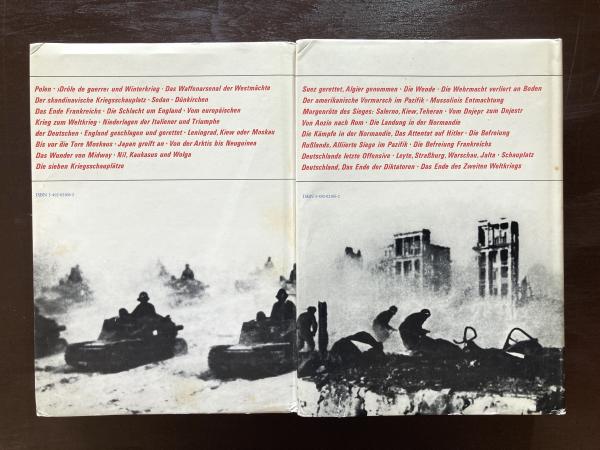 Polen · ›Drôle de guerre‹ und Winterkrieg · Das Waffenarsenal der Westmächte
Der skandinavische Kriegsschauplatz · Sedan · Dünkirchen
Das Ende Frankreichs · Die Schlacht um England · Vom europäischen
Krieg zum Weltkrieg · Niederlagen der Italiener und Triumphe
der Deutschen · England geschlagen und gerettet · Leningrad, Kiew oder Moskau
Bis vor die Tore Moskaus · Japan greift an · Von der Arktis bis Neuguinea
Das Wunder von Midway · Nil, Kaukasus und Wolga
Die sieben Kriegsschauplätze
Suez gerettet, Algier genommen · Die Wende · Die Wehrmacht verliert an Boden
Der amerikanische Vormarsch im Pazifik · Mussolinis Entmachtung
Morgenröte des Sieges: Salerno, Kiew, Teheran · Vom Dnjepr zum Dnjestr
Von Anzio nach Rom · Die Landung in der Normandie
Die Kämpfe in der Normandie, Das Attentat auf Hitler · Die Befreiung
Rußlands, Alliierte Siege im Pazifik · Die Befreiung Frankreichs
Deutschlands letzte Offensive · Leyte, Straßburg, Warschau, Jalta · Schauplatz
Deutschland, Das Ende der Diktatoren · Das Ende des Zweiten Weltkriegs